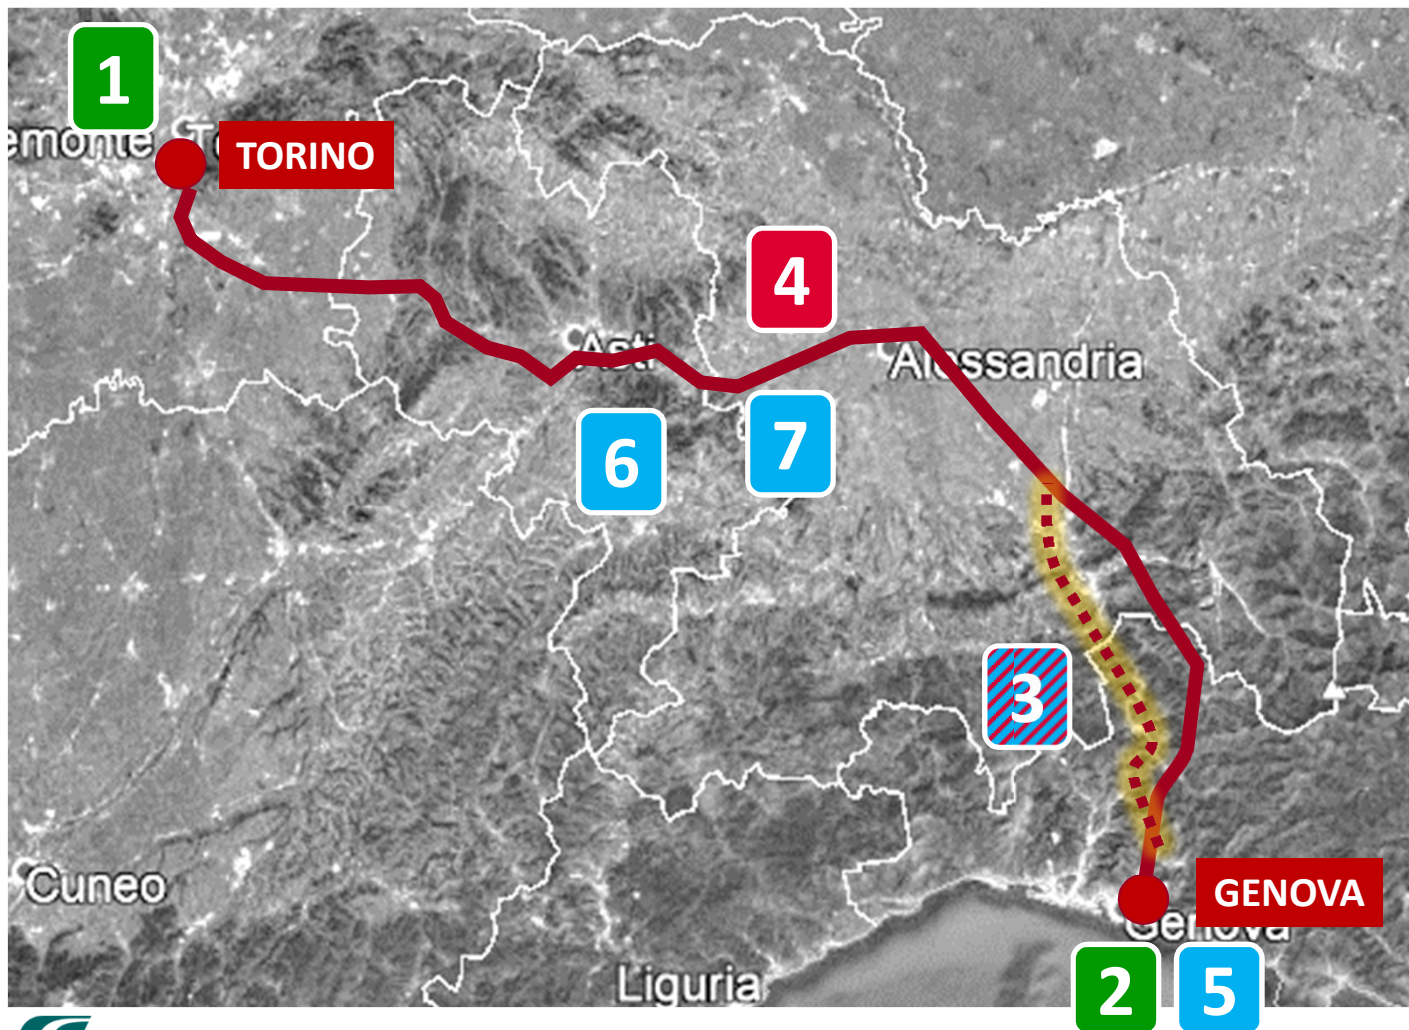 1
emonte
TORINO
4
Asti
Alessandria
7
6
3
Cuneo
GENOVA
Genova
Liguria
2
5